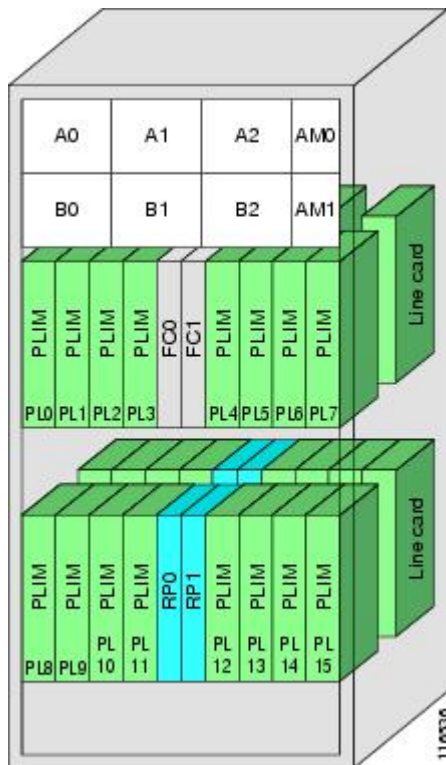 A0 A1 A2 AM0
B0 B1 B2 AM1
Line card
PLIM PLIM PLIM PLIM FC0 FC1 PLIM PLIM PLIM PLIM
PL0 PL1 PL2 PL3 PL4 PL5 PL6 PL7
Line card
PLIM PLIM PLIM PLIM RP0 RP1 PLIM PLIM PLIM PLIM
PL8 PL9 PL 10 PL 11 PL 12 PL 13 PL 14 PL 15